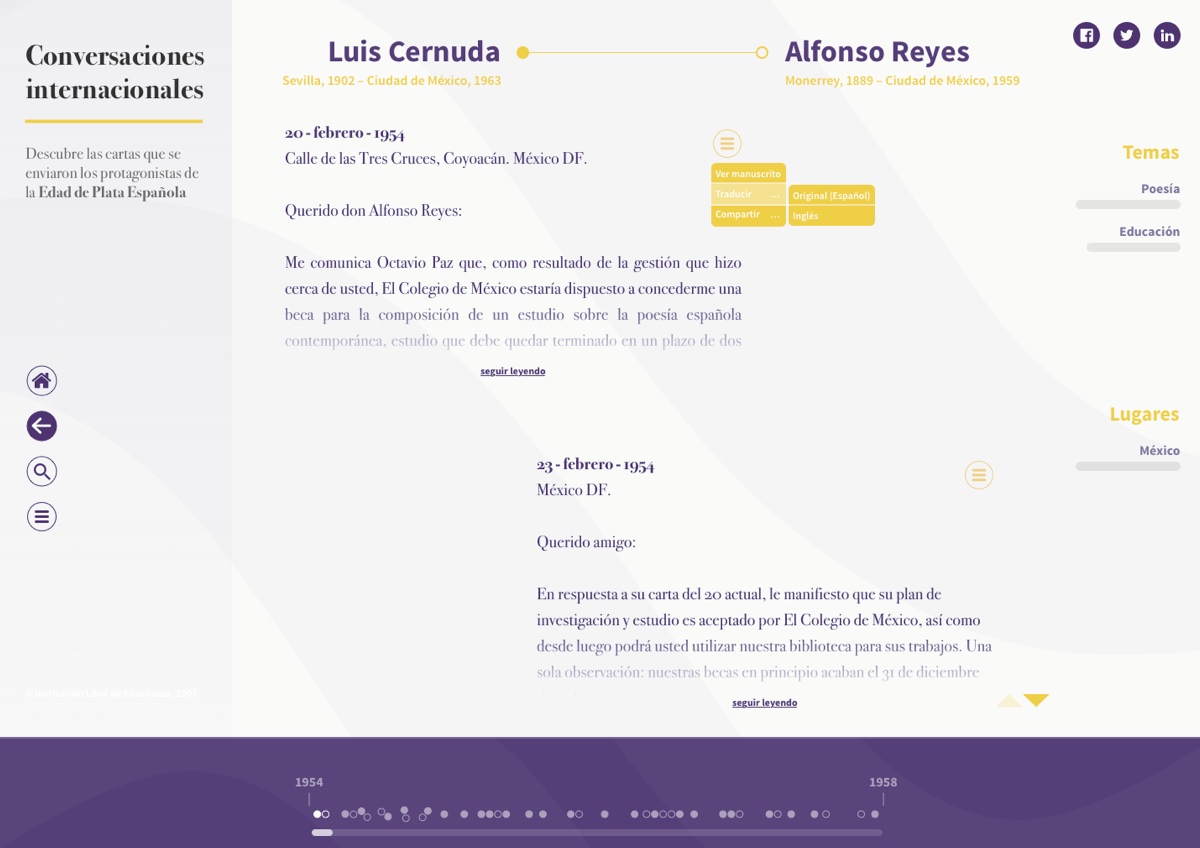 Conversaciones
internacionales
Descubre las cartas que se
enviaron los protagonistas de
la Edad de Plata Española
Luis Cernuda
Sevilla, 1902 – Ciudad de México, 1963
Alfonso Reyes
Monerrey, 1889 – Ciudad de México, 1959
20 - febrero - 1954
Calle de las Tres Cruces, Coyoacán. México DF.
Querido don Alfonso Reyes:
Me comunica Octavio Paz que, como resultado de la gestión que hizo
cerca de usted, El Colegio de México estaría dispuesto a concederme una
beca para la composición de un estudio sobre la poesía española
contemporánea, estudio que debe quedar terminado en un plazo de dos
seguir leyendo
Ver manuscrito
Traducir ...
Compartir ...
Original (Español)
Inglés
23 - febrero - 1954
México DF.
Querido amigo:
En respuesta a su carta del 20 actual, le manifiesto que su plan de
investigación y estudio es aceptado por El Colegio de México, así como
desde luego podrá usted utilizar nuestra biblioteca para sus trabajos. Una
sola observación: nuestras becas en principio acaban el 31 de diciembre
seguir leyendo
Temas
Poesía
Educación
Lugares
México
© Institución Libre de Enseñanza, 2007
1954
1958